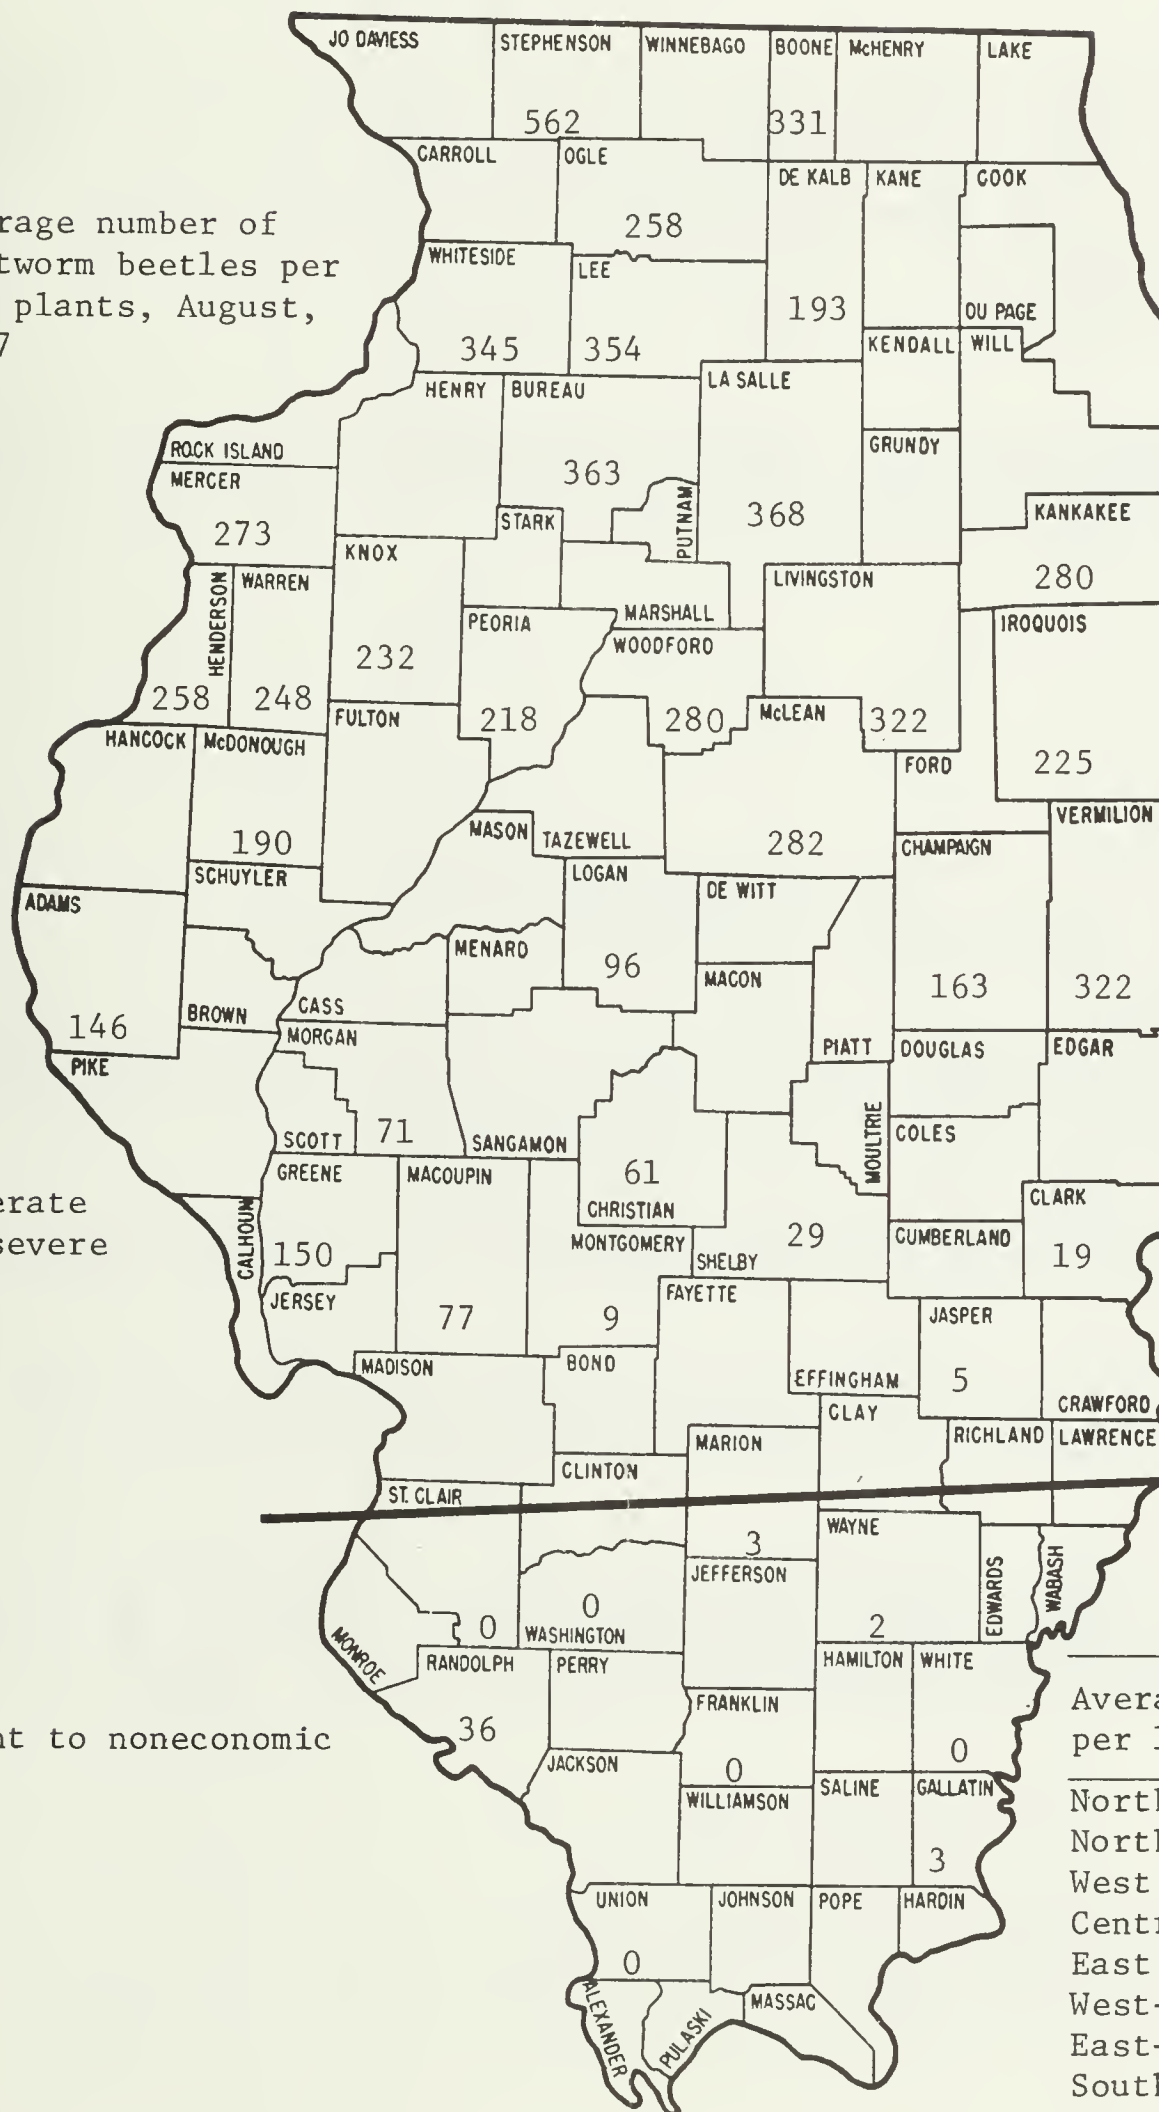 JO DAVIESS STEPHENSON WINNEBAGO BOONE McHENRY LAKE
562 331
CARROLL OGLE DE KALB KANE COOK
rage number of
tworm beetles per
plants, August,
7
258
WHITESIDE LEE
193 DU PAGE
345 354 KENDALL WILL
HENRY BUREAU LA SALLE
ROCK ISLAND GRUNDY
MERCER 363
273 STARK PUTNAM 368 KANKAKEE
KNOX
HENDERSON WARREN LIVINGSTON 280
PEORIA MARSHALL IROQUOIS
WOODFORD
232
258 248 218 280 McLEAN 322
FULTON
HANCOCK McDONOUGH FORD 225
VERMILION
190 MASON TAZEWELL 282 CHAMPAIGN
SCHUYLER LOGAN
ADAMS DE WITT
MENARD 96 MACON 163 322
146 BROWN CASS
MORGAN PIATT DOUGLAS EDGAR
PIKE
71 SCOTT SANGAMON MOULTRIE COLES
GREENE MACOUPIN 61
CHRISTIAN CLARK
erate
severe
CALHOUN 150 MONTGOMERY SHELBY 29 CUMBERLAND 19
JERSEY 77 9 FAYETTE JASPER
MADISON BOND EFFINGHAM 5 CRAWFORD
CLAY
MARION RICHLAND LAWRENCE
CLINTON
ST. CLAIR
WAYNE
3
JEFFERSON EDWARDS WABASH
0 0 2
WASHINGTON
MONROE RANDOLPH PERRY HAMILTON WHITE
36 FRANKLIN
nt to noneconomic
JACKSON 0 0
WILLIAMSON SALINE GALLATIN
3
UNION JOHNSON POPE HARDIN
0
ALEXANDER PULASKI MASSAC
Avera
per 1
North
North
West
Centr
East
West-
East-
South